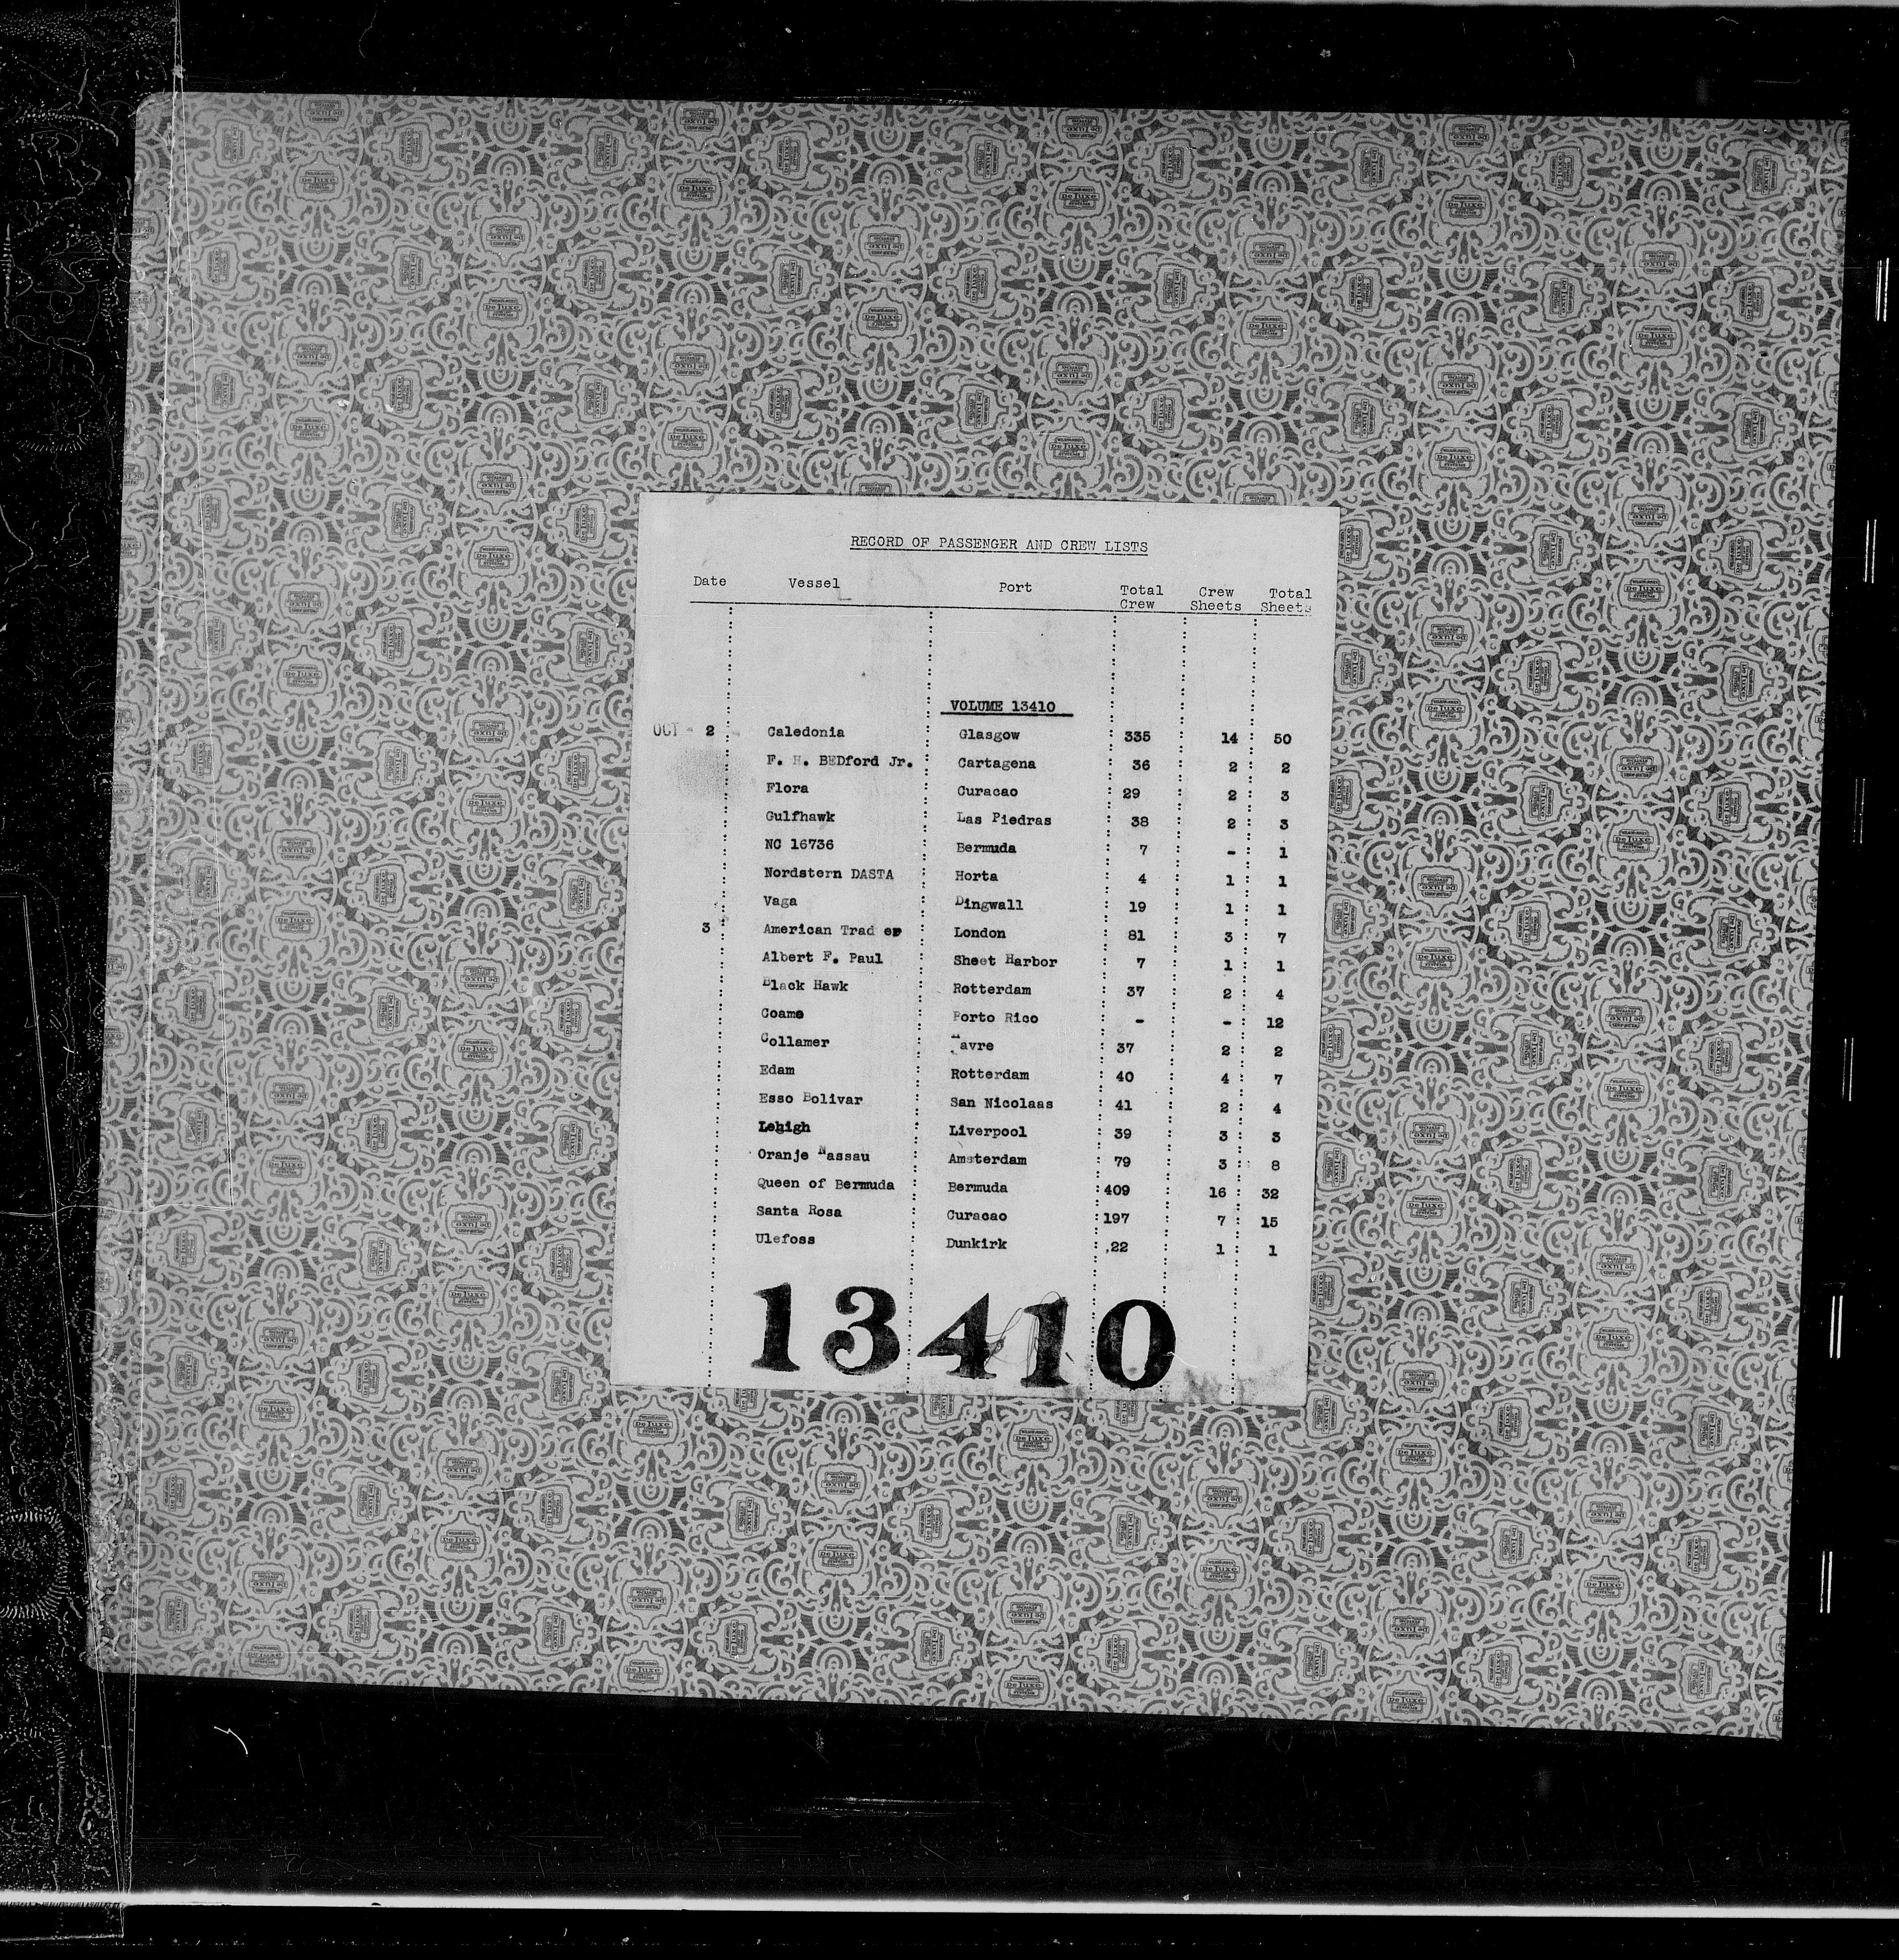 RECORD OF PASSENGER AND CREW LISTS
Date Vessel Port Total Crew Crew Sheets Total Sheets
VOLUME 13410
OCT - 2 Caledonia Glasgow 335 14 50
F. H. BEDford Jr. Cartagena 36 2 2
Flora Curacao 29 2 3
Gulfhawk Las Piedras 38 2 3
NC 16736 Bermuda 7 - 1
Nordstern DASTA Horta 4 1 1
Vaga Dingwall 19 1 1
3 American Trad er London 81 3 7
Albert F. Paul Sheet Harbor 7 1 1
Black Hawk Rotterdam 37 2 4
Coamo Porto Rico - - 12
Collamer Havre 37 2 2
Edam Rotterdam 40 4 7
Esso Bolivar San Nicolaas 41 2 4
Lehigh Liverpool 39 3 3
Oranje Nassau Amsterdam 79 3 8
Queen of Bermuda Bermuda 409 16 32
Santa Rosa Curacao 197 7 15
Ulefoss Dunkirk 22 1 1
13410